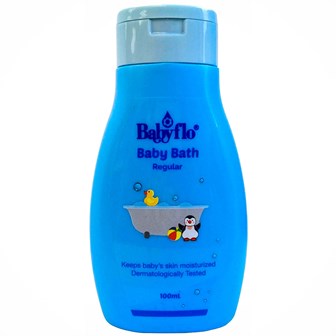 Babyflo®
Baby Bath
Regular
Keeps baby's skin moisturized
Dermatologically Tested
100ml